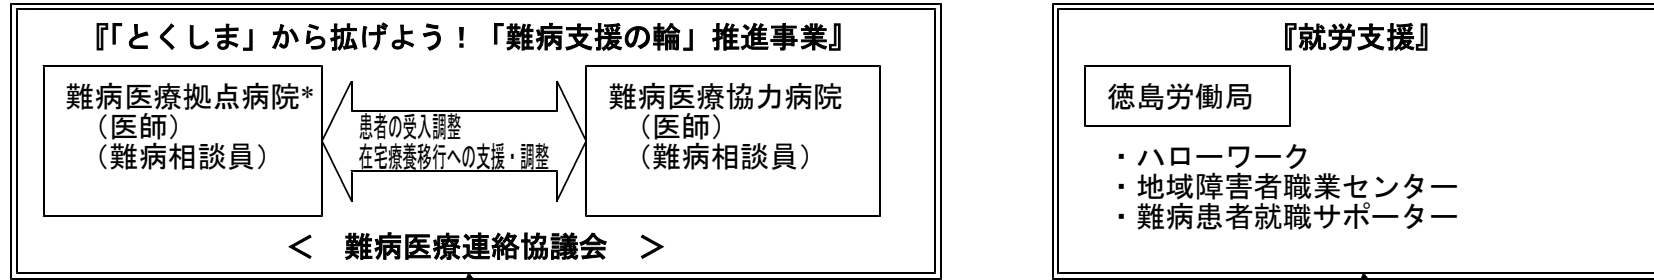 『「とくしま」から拡げよう！「難病支援の輪」推進事業』
難病医療拠点病院*
（医師）
（難病相談員）
患者の受入調整
在宅療養移行への支援・調整
難病医療協力病院
（医師）
（難病相談員）
＜　難病医療連絡協議会　＞
『就労支援』
徳島労働局
・ハローワーク
・地域障害者職業センター
・難病患者就職サポーター